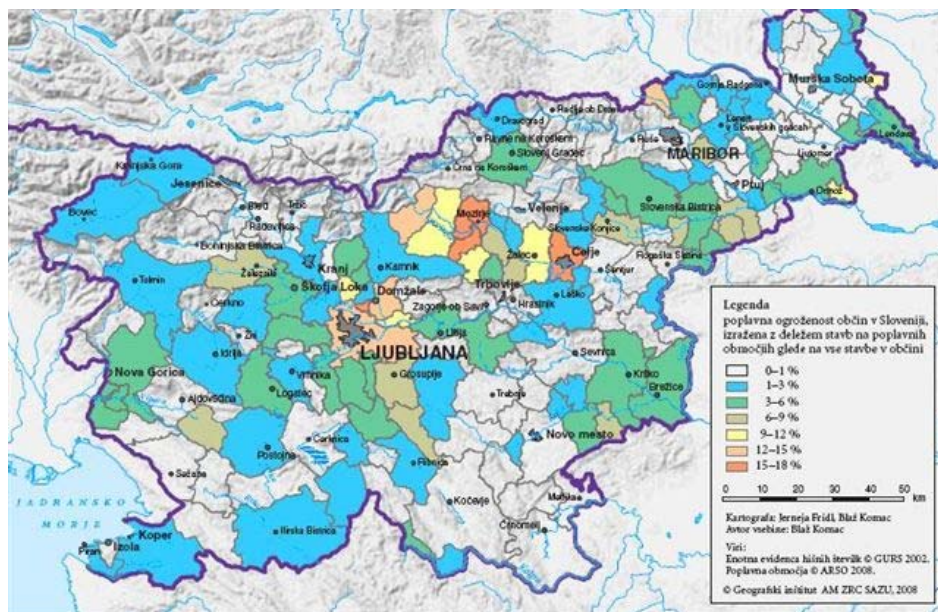 Murska Sobota
Gornja Radgona
Radlje ob Dravi
Dravograd
Lenart
v Slovenskih goricah
Ravne na Koroškem
Ruše
Lendava
Slovenj Gradec
MARIBOR
Ljutomer
Črna na Koroškem
Kranjska Gora
Jesenice
Ptuj
Ormož
Bled
Tržič
Velenje
Slovenska Bistrica
Bovec
Radovljica
Mozirje
Slovenske Konjice
Bohinjska Bistrica
Celje
Rogaška Slatina
Kranj
Kamnik
Žalec
Šentjur
Železniki
Tolmin
Škofja Loka
Domžale
Trbovlje
Laško
Cerkno
Zagorje ob Savi
Hrastnik
Litija
Idrija
LJUBLJANA
Sevnica
Nova Gorica
Vrhnika
Grosuplje
Krško
Logatec
Brežice
Ajdovščina
Trebnje
Cerknica
Novo mesto
Postojna
Ribnica
Sežana
JADRANSKO
MORJE
Kočevje
Metlika
Črnomelj
Koper
Ilirska Bistrica
Piran
Izola
Legenda
poplavna ogroženost občin v Sloveniji,
izražena z deležem stavb na poplavnih
območjih glede na vse stavbe v občini
0–1 %
1–3 %
3–6 %
6–9 %
9–12 %
12–15 %
15–18 %
0 10 20 30 40 50
km
Kartografa: Jerneja Fridl, Blaž Komac
Avtor vsebine: Blaž Komac
Viri:
Enotna evidenca hišnih številk © GURS 2002.
Poplavna območja © ARSO 2008.
© Geografski inštitut AM ZRC SAZU, 2008